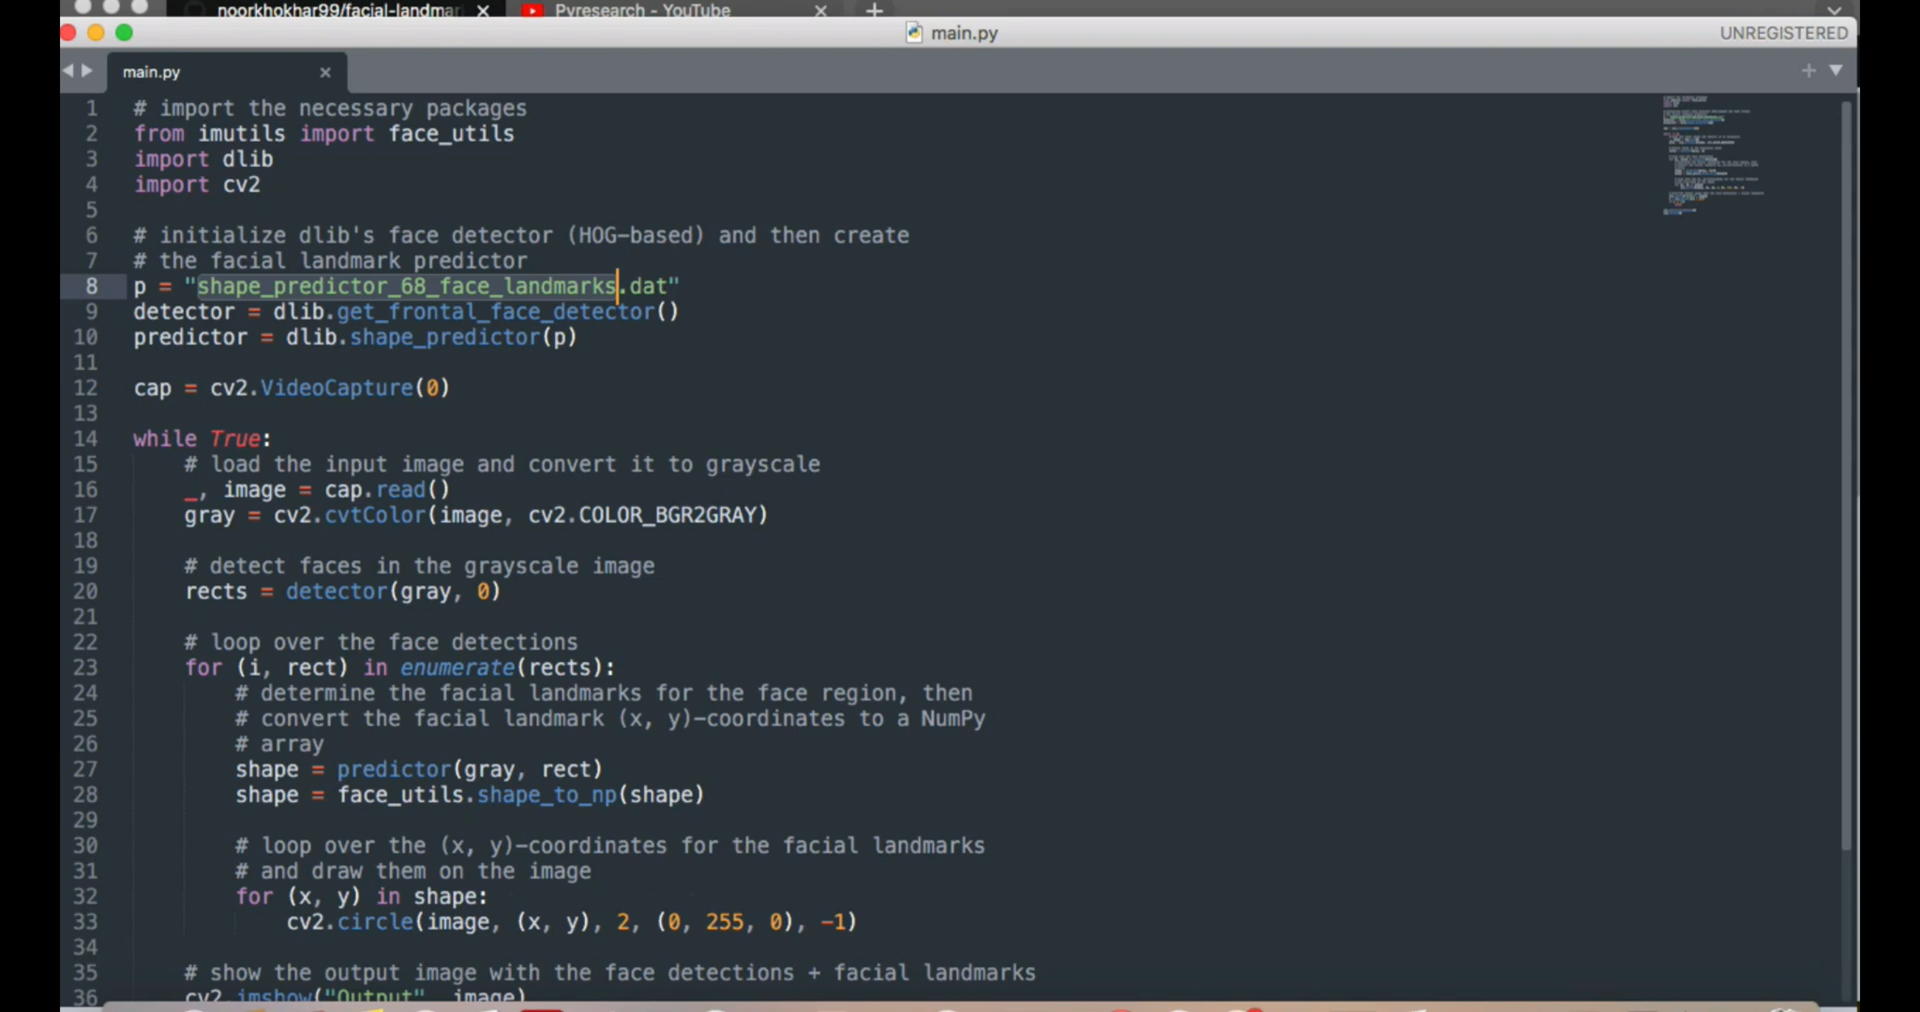 noorkhokhar99/facial-landmar
Pyresearch - YouTube
main.py
UNREGISTERED
main.py
1 # import the necessary packages
2 from imutils import face_utils
3 import dlib
4 import cv2
5
6 # initialize dlib's face detector (HOG-based) and then create
7 # the facial landmark predictor
8 p = "shape_predictor_68_face_landmarks.dat"
9 detector = dlib.get_frontal_face_detector()
10 predictor = dlib.shape_predictor(p)
11
12 cap = cv2.VideoCapture(0)
13
14 while True:
15     # load the input image and convert it to grayscale
16     _, image = cap.read()
17     gray = cv2.cvtColor(image, cv2.COLOR_BGR2GRAY)
18
19     # detect faces in the grayscale image
20     rects = detector(gray, 0)
21
22     # loop over the face detections
23     for (i, rect) in enumerate(rects):
24         # determine the facial landmarks for the face region, then
25         # convert the facial landmark (x, y)-coordinates to a NumPy
26         # array
27         shape = predictor(gray, rect)
28         shape = face_utils.shape_to_np(shape)
29
30         # loop over the (x, y)-coordinates for the facial landmarks
31         # and draw them on the image
32         for (x, y) in shape:
33             cv2.circle(image, (x, y), 2, (0, 255, 0), -1)
34
35     # show the output image with the face detections + facial landmarks
36     cv2.imshow("Output", image)